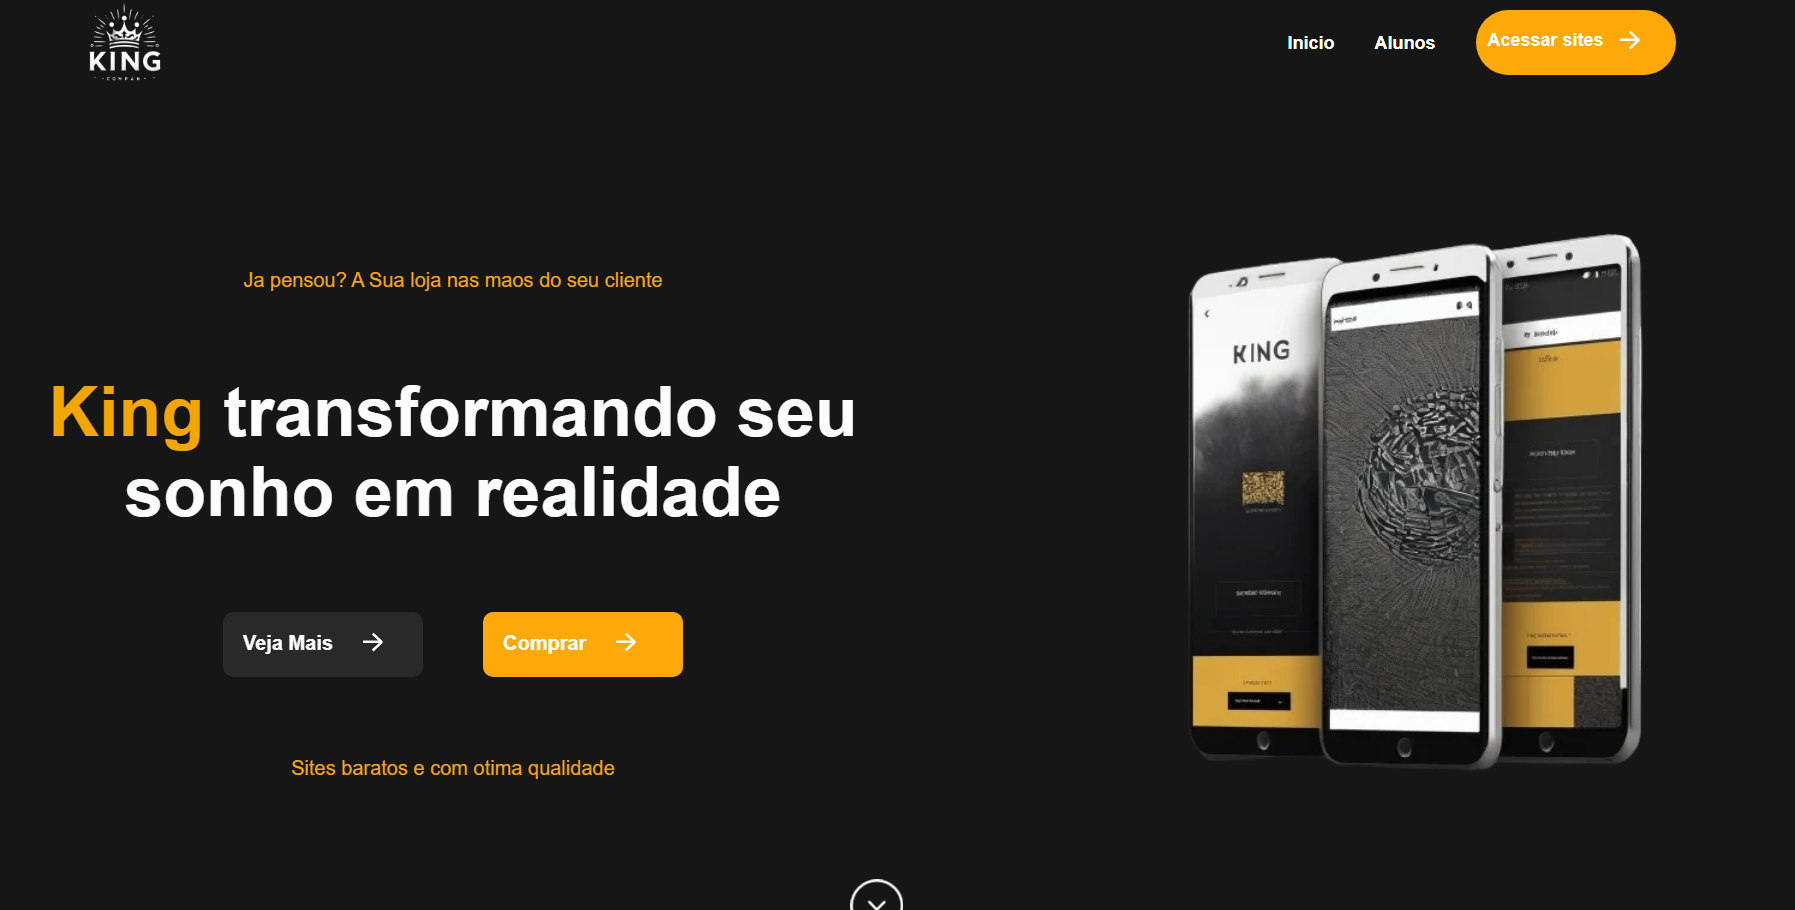 KING
Inicio
Alunos
Acessar sites
Ja pensou? A Sua loja nas maos do seu cliente
King transformando seu
sonho em realidade
Veja Mais
Comprar
Sites baratos e com otima qualidade
KING